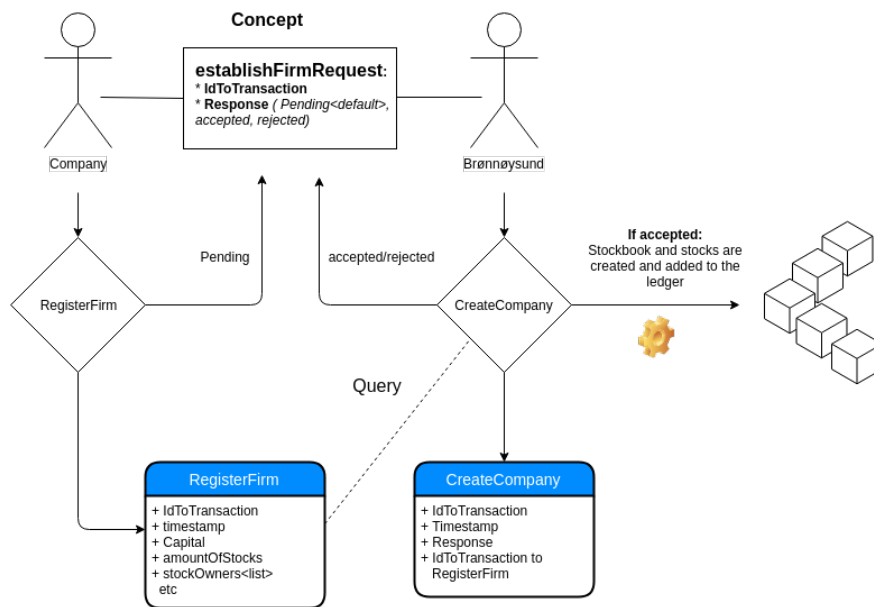 Concept
establishFirmRequest:
* IdToTransaction
* Response ( Pending<default>,
accepted, rejected)
Company
Brønnøysund
Pending
accepted/rejected
If accepted:
Stockbook and stocks are
created and added to the
ledger
RegisterFirm
CreateCompany
Query
RegisterFirm
+ IdToTransaction
+ timestamp
+ Capital
+ amountOfStocks
+ stockOwners<list>
etc
CreateCompany
+ IdToTransaction
+ Timestamp
+ Response
+ IdToTransaction to
RegisterFirm